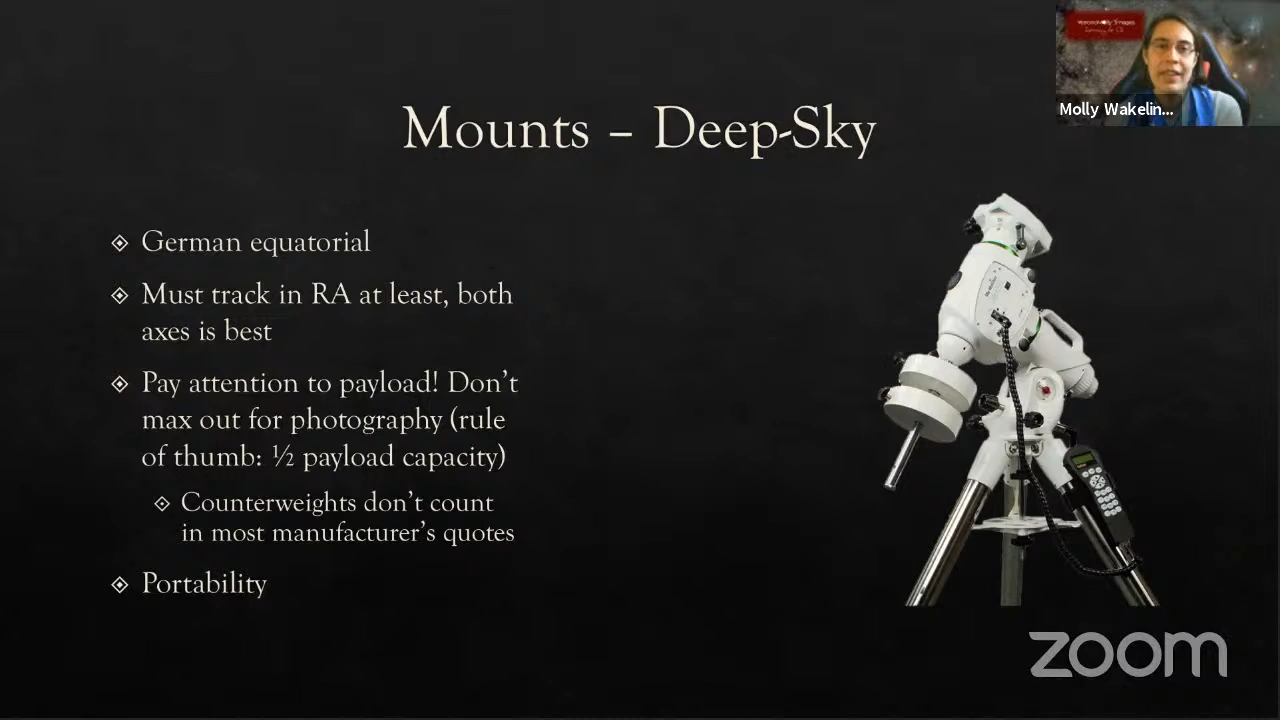 Mounts – Deep-Sky
Molly Wakelin...
German equatorial
Must track in RA at least, both
axes is best
Pay attention to payload! Don't
max out for photography (rule
of thumb: ½ payload capacity)
Counterweights don't count
in most manufacturer's quotes
Portability
zoom